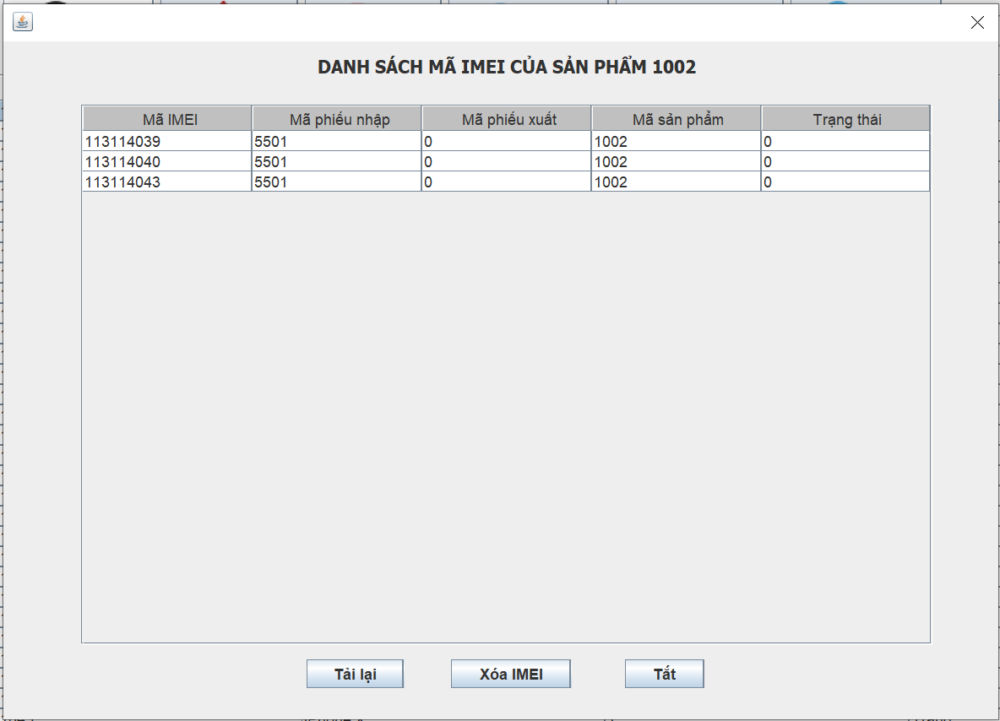 DANH SÁCH MÃ IMEI CỦA SẢN PHẨM 1002
Mã IMEI Mã phiếu nhập Mã phiếu xuất Mã sản phẩm Trạng thái
113114039 5501 0 1002 0
113114040 5501 0 1002 0
113114043 5501 0 1002 0
Tải lại Xóa IMEI Tắt